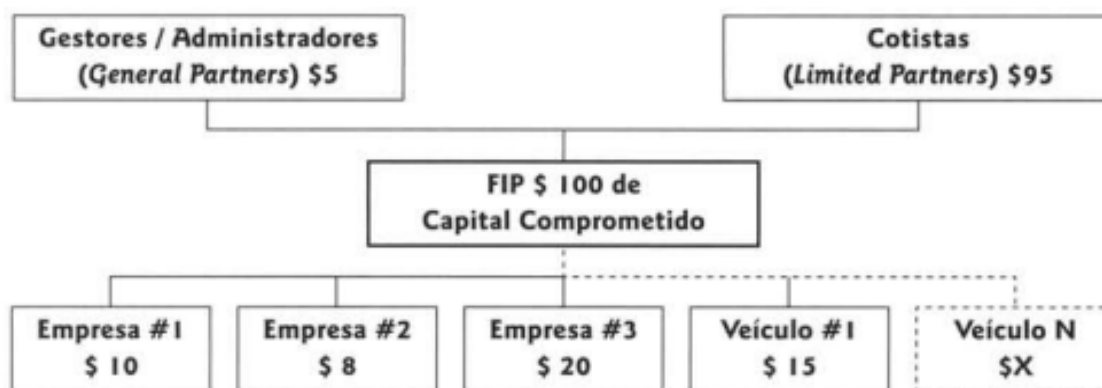 Gestores / Administradores
(General Partners) $5
Cotistas
(Limited Partners) $95
FIP $ 100 de
Capital Comprometido
Empresa #1
$ 10
Empresa #2
$ 8
Empresa #3
$ 20
Veículo #1
$ 15
Veículo N
$X